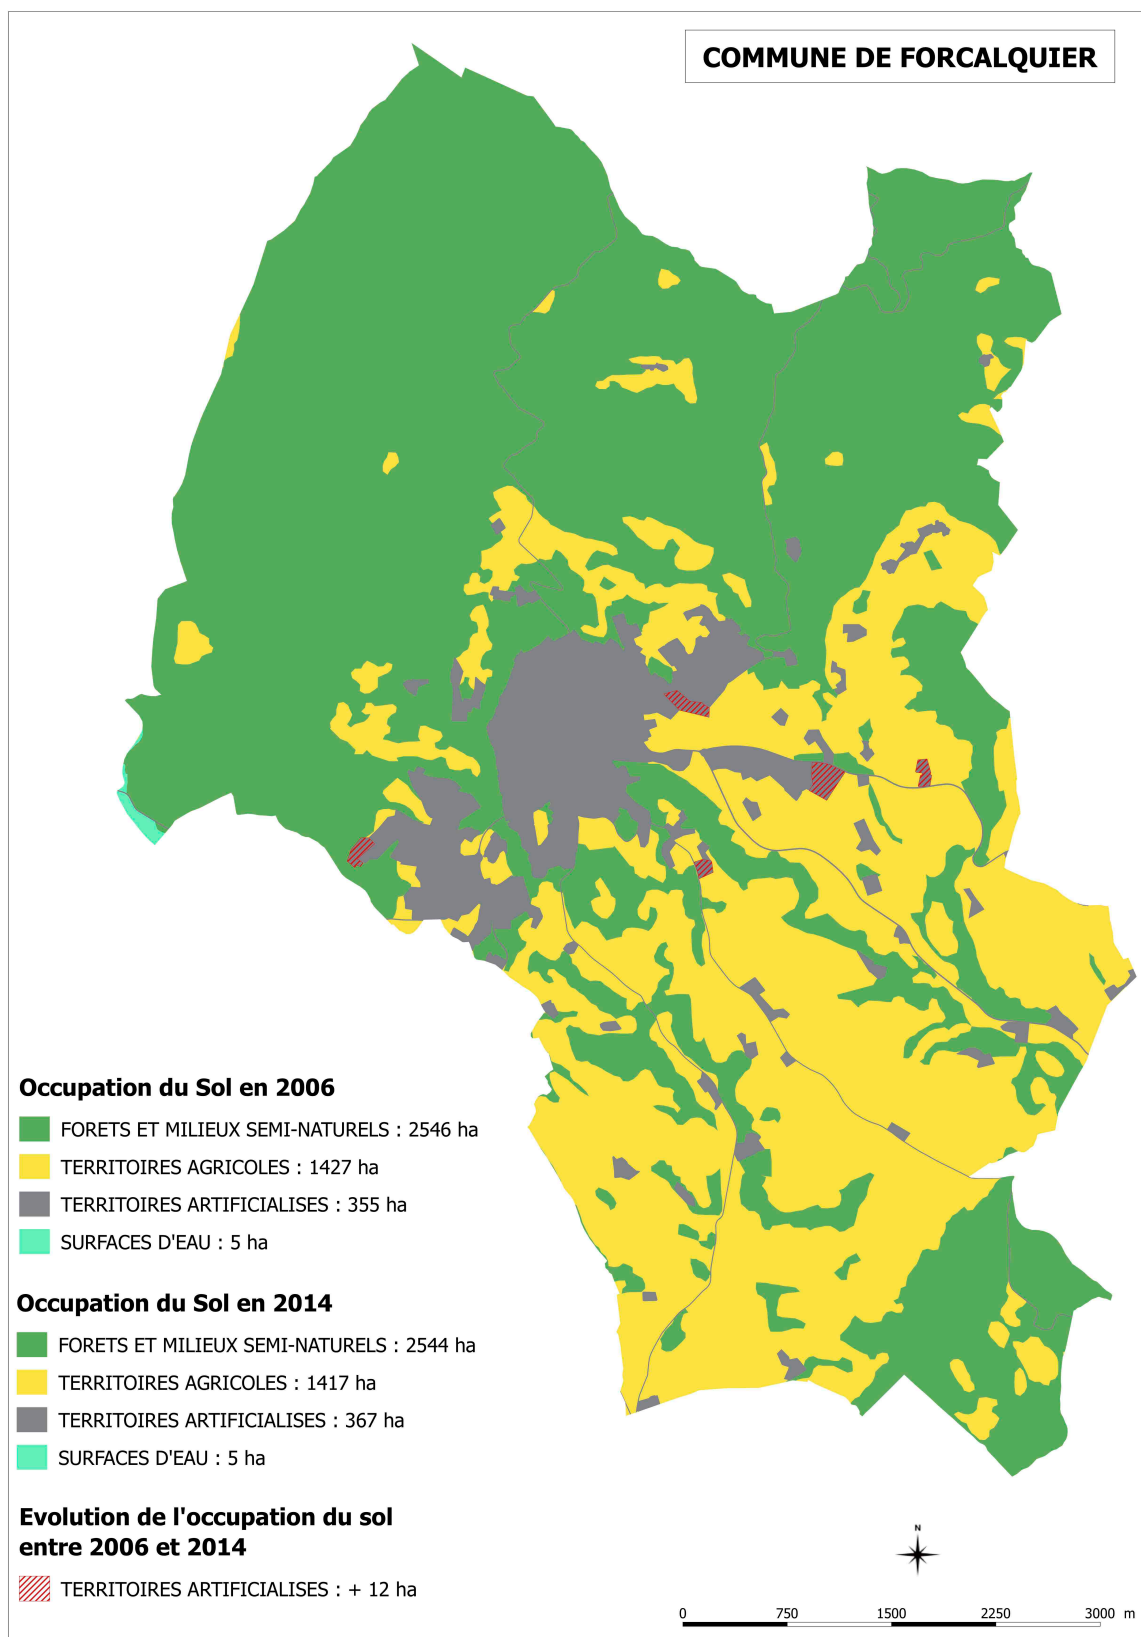 COMMUNE DE FORCALQUIER
Occupation du Sol en 2006
FORETS ET MILIEUX SEMI-NATURELS : 2546 ha
TERRITOIRES AGRICOLES : 1427 ha
TERRITOIRES ARTIFICIALISES : 355 ha
SURFACES D'EAU : 5 ha
Occupation du Sol en 2014
FORETS ET MILIEUX SEMI-NATURELS : 2544 ha
TERRITOIRES AGRICOLES : 1417 ha
TERRITOIRES ARTIFICIALISES : 367 ha
SURFACES D'EAU : 5 ha
Evolution de l'occupation du sol
entre 2006 et 2014
TERRITOIRES ARTIFICIALISES : + 12 ha
N
0 750 1500 2250 3000 m